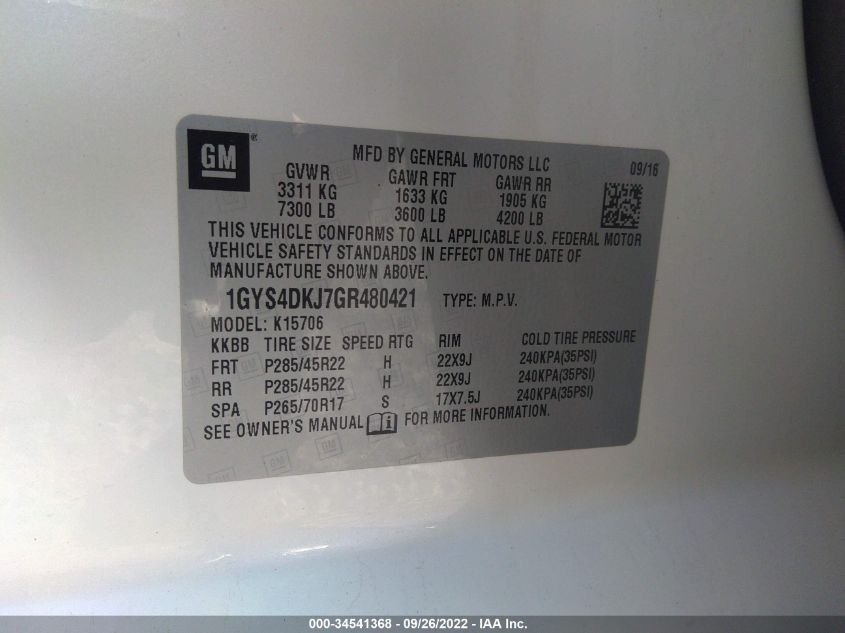 GM
®
MFD BY GENERAL MOTORS LLC 09/16
GVWR GAWR FRT GAWR RR
3311 KG 1633 KG 1905 KG
7300 LB 3600 LB 4200 LB
THIS VEHICLE CONFORMS TO ALL APPLICABLE U.S. FEDERAL MOTOR
VEHICLE SAFETY STANDARDS IN EFFECT ON THE DATE OF
MANUFACTURE SHOWN ABOVE.
1GYS4DKJ7GR480421 TYPE: M.P.V.
MODEL: K15706
KKBB TIRE SIZE SPEED RTG RIM COLD TIRE PRESSURE
FRT P285/45R22 H 22X9J 240KPA(35PSI)
RR P285/45R22 H 22X9J 240KPA(35PSI)
SPA P265/70R17 S 17X7.5J 240KPA(35PSI)
SEE OWNER'S MANUAL FOR MORE INFORMATION.
000-34541368 - 09/26/2022 - IAA Inc.